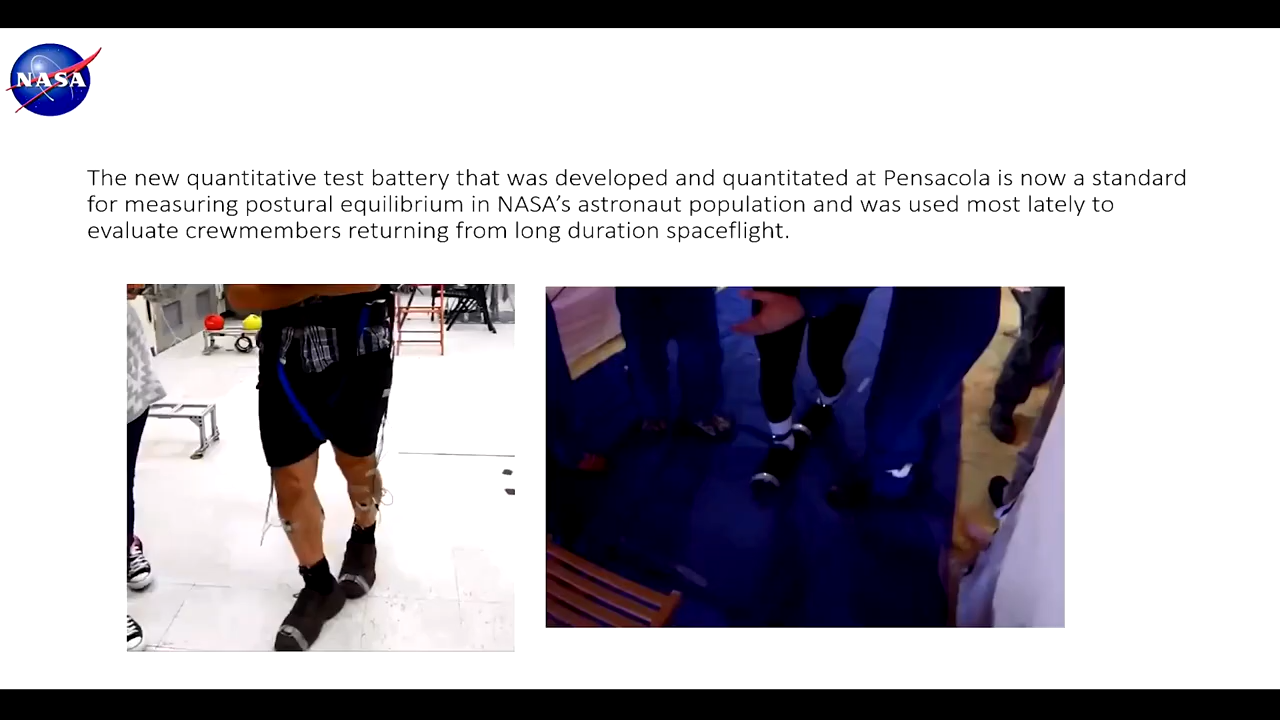 NASA
The new quantitative test battery that was developed and quantitated at Pensacola is now a standard
for measuring postural equilibrium in NASA’s astronaut population and was used most lately to
evaluate crewmembers returning from long duration spaceflight.